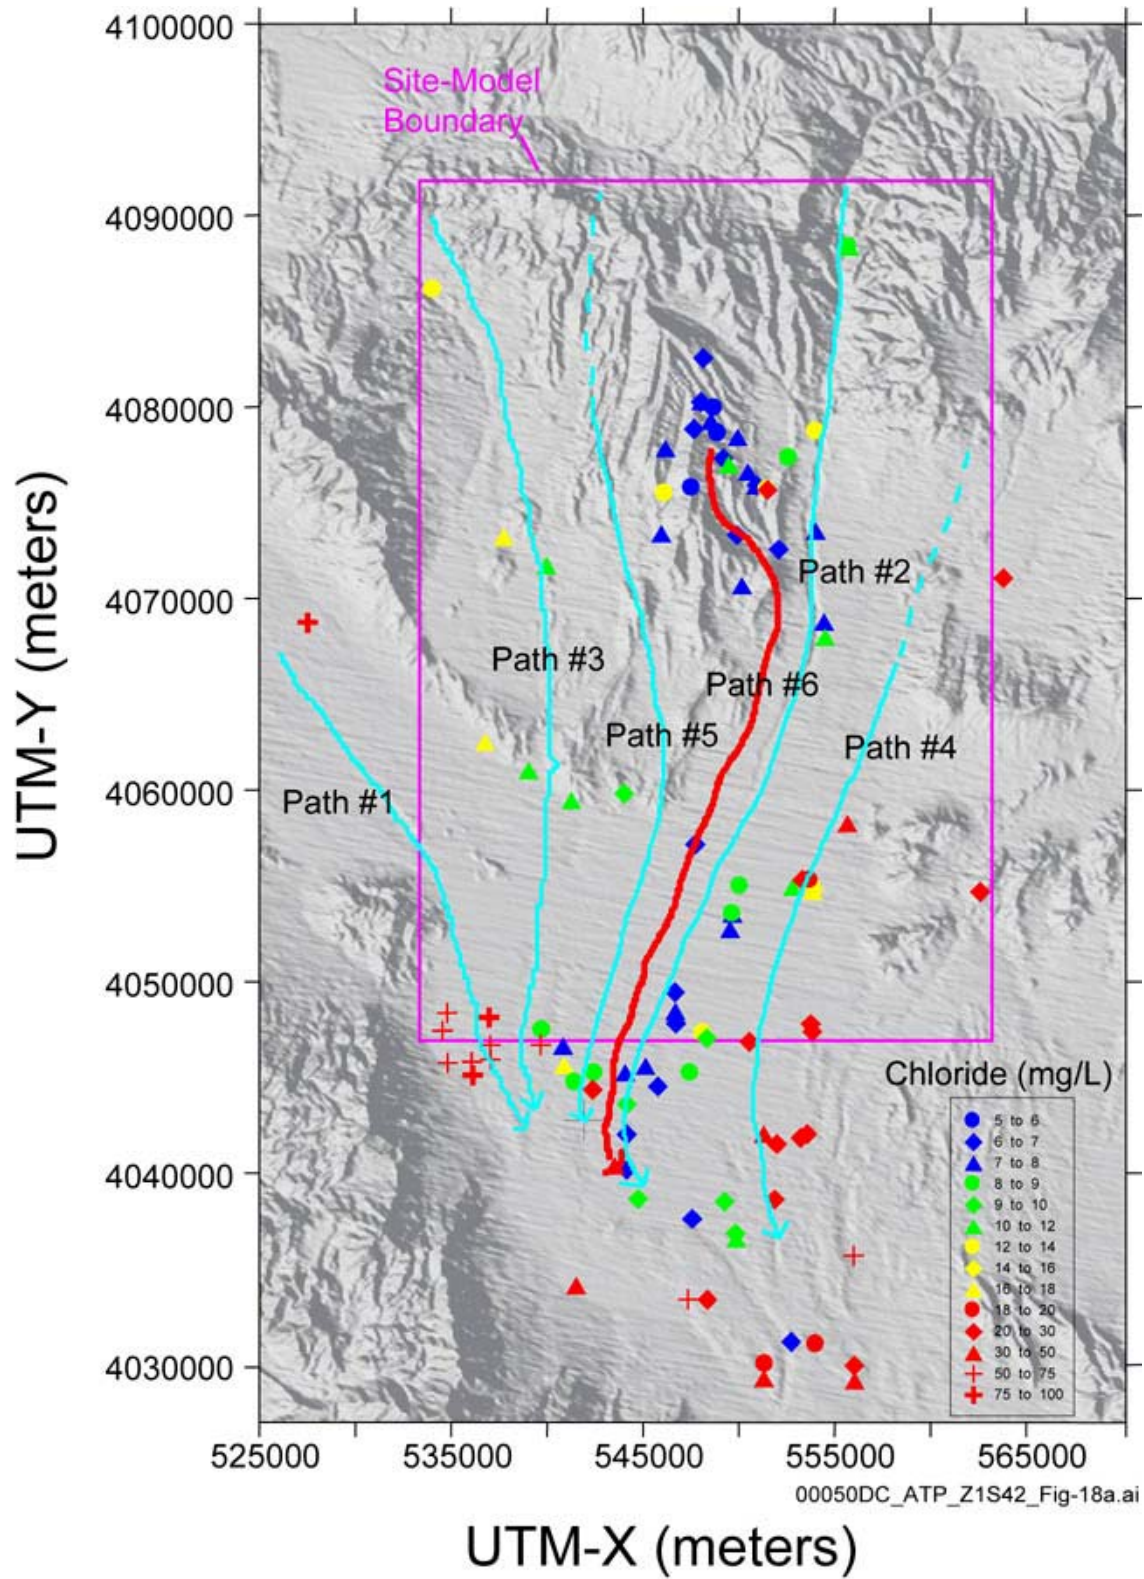 4100000
Site-Model
Boundary
4090000
4080000
Path #2
4070000
Path #3
Path #6
Path #5
Path #4
4060000
Path #1
UTM-Y (meters)
4050000
Chloride (mg/L)
5 to 6
6 to 7
7 to 8
8 to 9
9 to 10
10 to 12
12 to 14
14 to 16
16 to 18
18 to 20
20 to 30
30 to 50
50 to 75
75 to 100
4040000
4030000
525000 535000 545000 555000 565000
00050DC_ATP_Z1S42_Fig-18a.ai
UTM-X (meters)